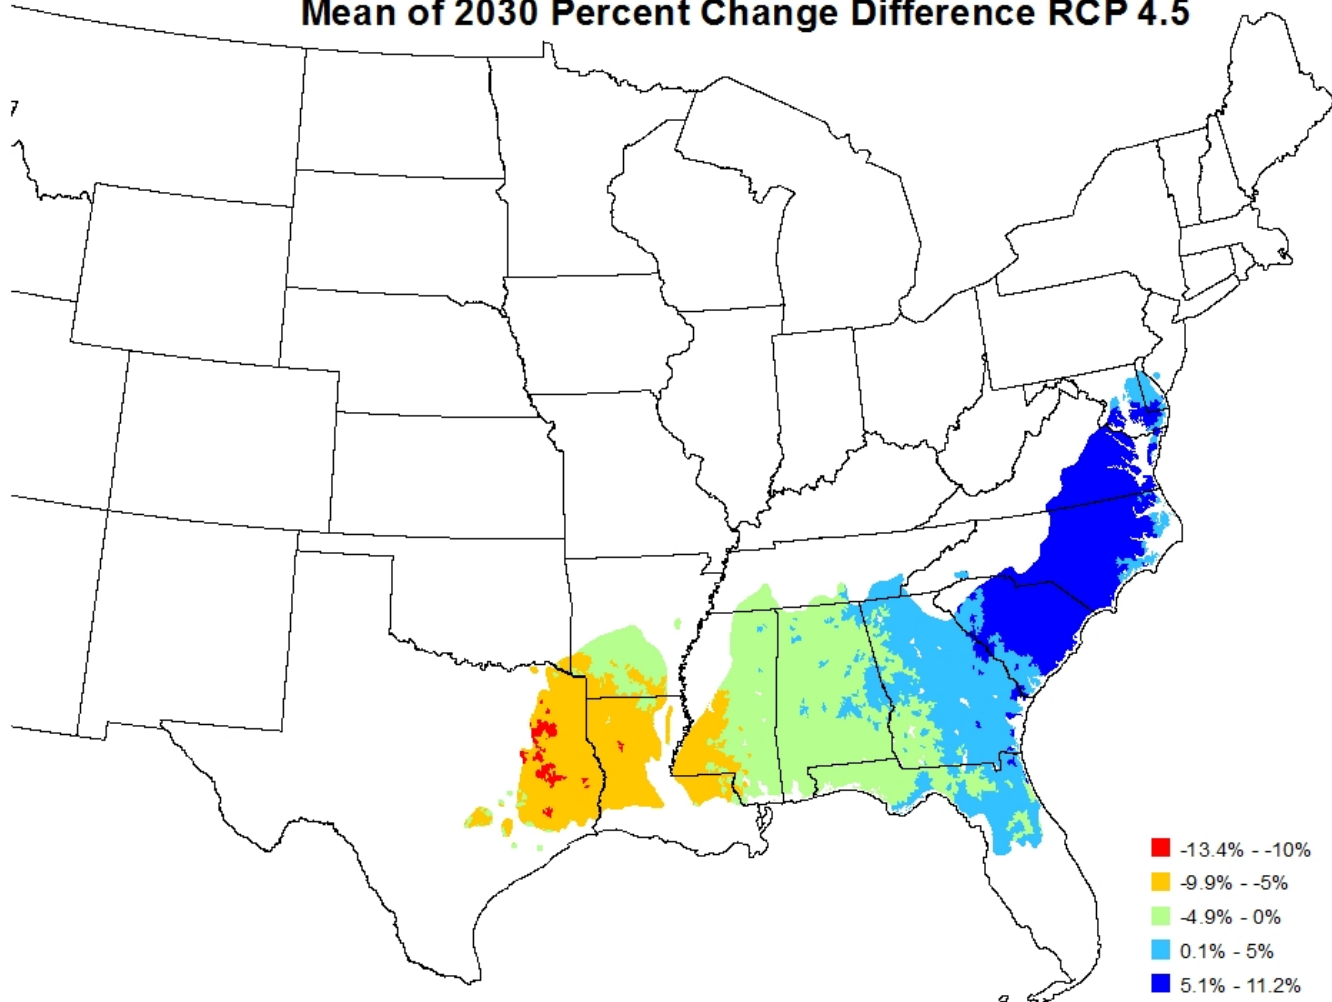 Mean of 2030 Percent Change Difference RCP 4.5
-13.4% - -10%
-9.9% - -5%
-4.9% - 0%
0.1% - 5%
5.1% - 11.2%